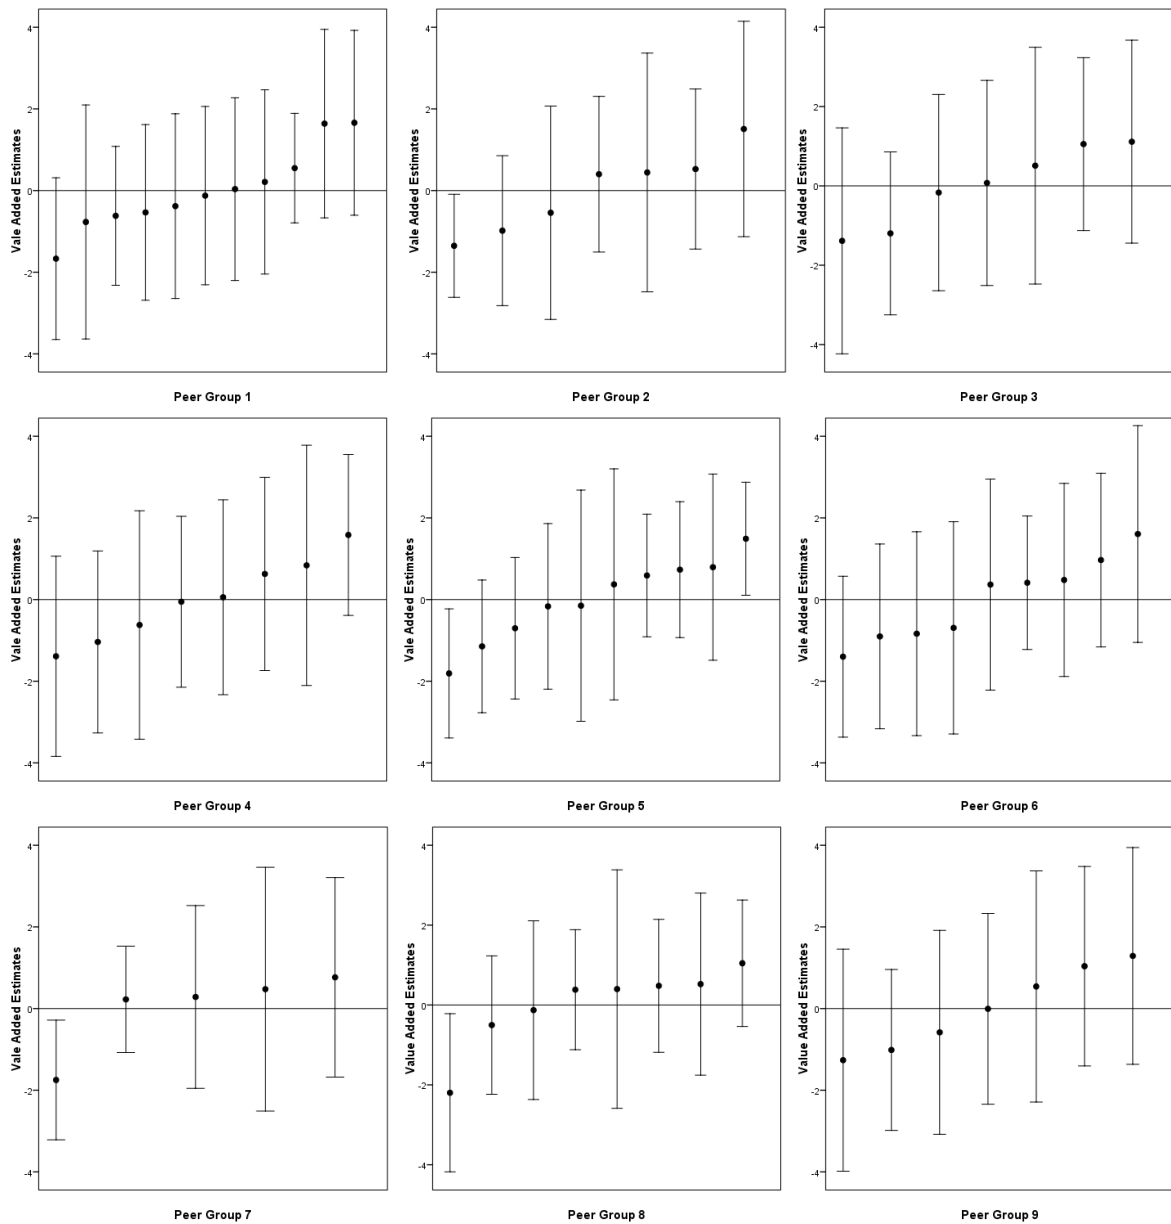 Vale Added Estimates
4
2
0
-2
-4
Peer Group 1
Vale Added Estimates
4
2
0
-2
-4
Peer Group 2
Vale Added Estimates
4
2
0
-2
-4
Peer Group 3
Vale Added Estimates
4
2
0
-2
-4
Peer Group 4
Vale Added Estimates
4
2
0
-2
-4
Peer Group 5
Vale Added Estimates
4
2
0
-2
-4
Peer Group 6
Vale Added Estimates
4
2
0
-2
-4
Peer Group 7
Value Added Estimates
4
2
0
-2
-4
Peer Group 8
Value Added Estimates
4
2
0
-2
-4
Peer Group 9